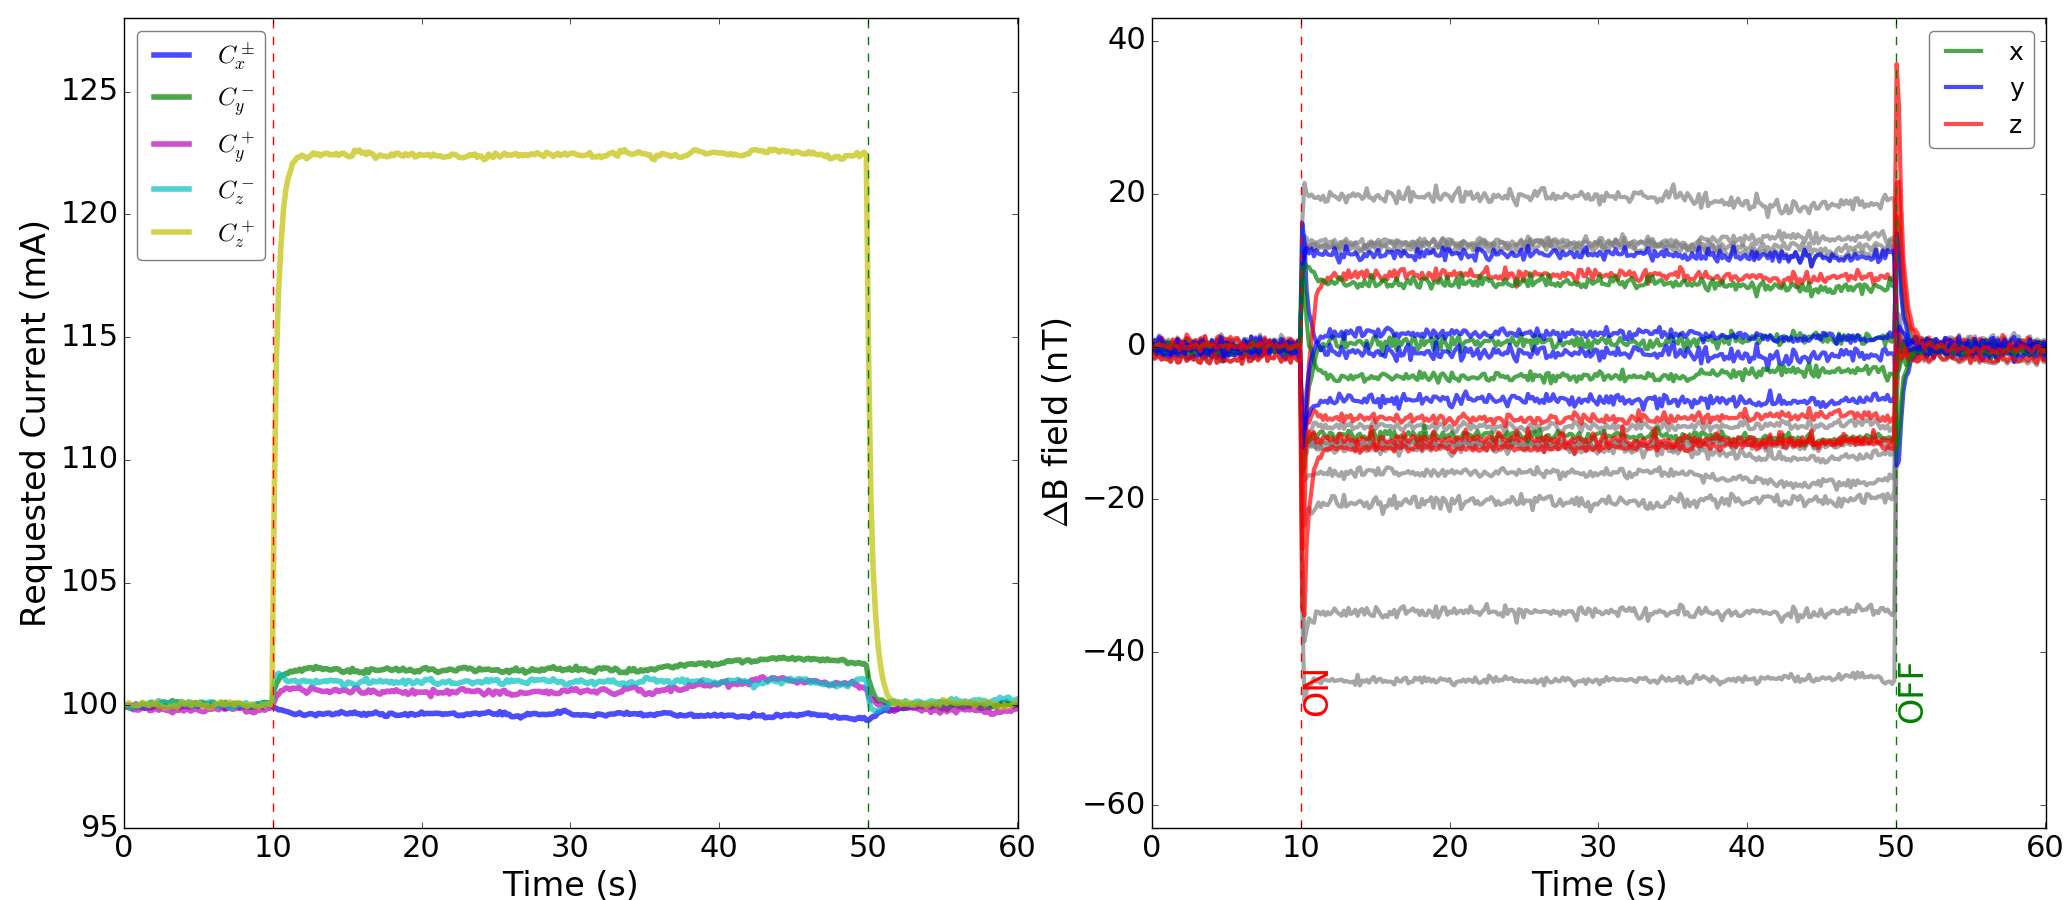 Requested Current (mA)
125
120
115
110
105
100
95
0 10 20 30 40 50 60
Time (s)
$C_x^{\pm}$
$C_y^{-}$
$C_y^{+}$
$C_z^{-}$
$C_z^{+}$
ΔB field (nT)
40
20
0
−20
−40
−60
0 10 20 30 40 50 60
Time (s)
x
y
z
ON
OFF